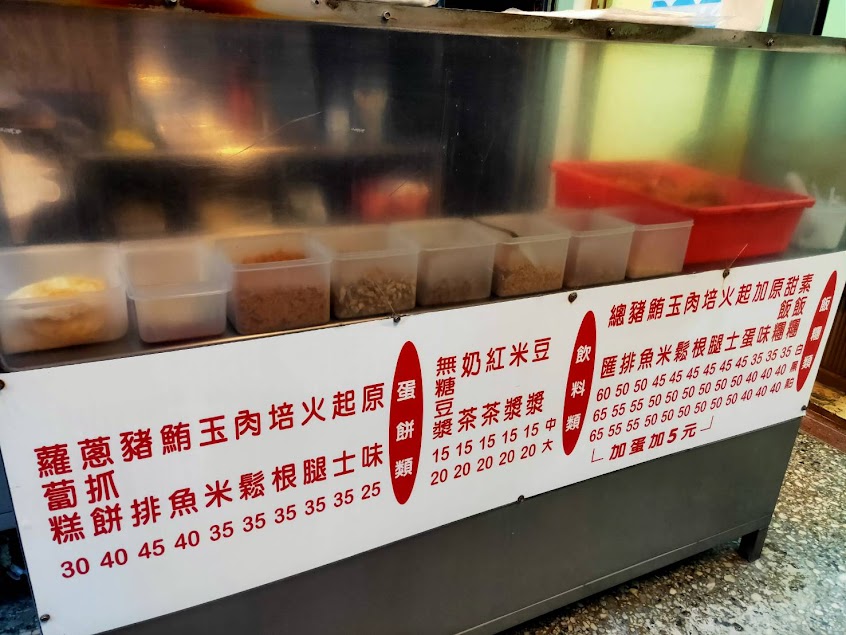 飯糰類
素飯糰
甜飯糰
原味
加蛋
起士
火腿
培根
肉鬆
玉米
鮪魚
豬排
總匯
60 50 50 45 45 45 45 45 45 35 35 35 白
65 55 55 50 50 50 50 50 50 40 40 40 黑
65 55 55 50 50 50 50 50 50 40 40 40
加蛋加5元
飲料類
豆漿
米漿
紅茶
奶茶
無糖豆漿
15 15 15 15 15 中
20 20 20 20 20 大
蛋餅類
原味
起士
火腿
培根
肉鬆
玉米
鮪魚
豬排
蔥抓餅
蘿蔔糕
30 40 45 40 35 35 35 35 35 25